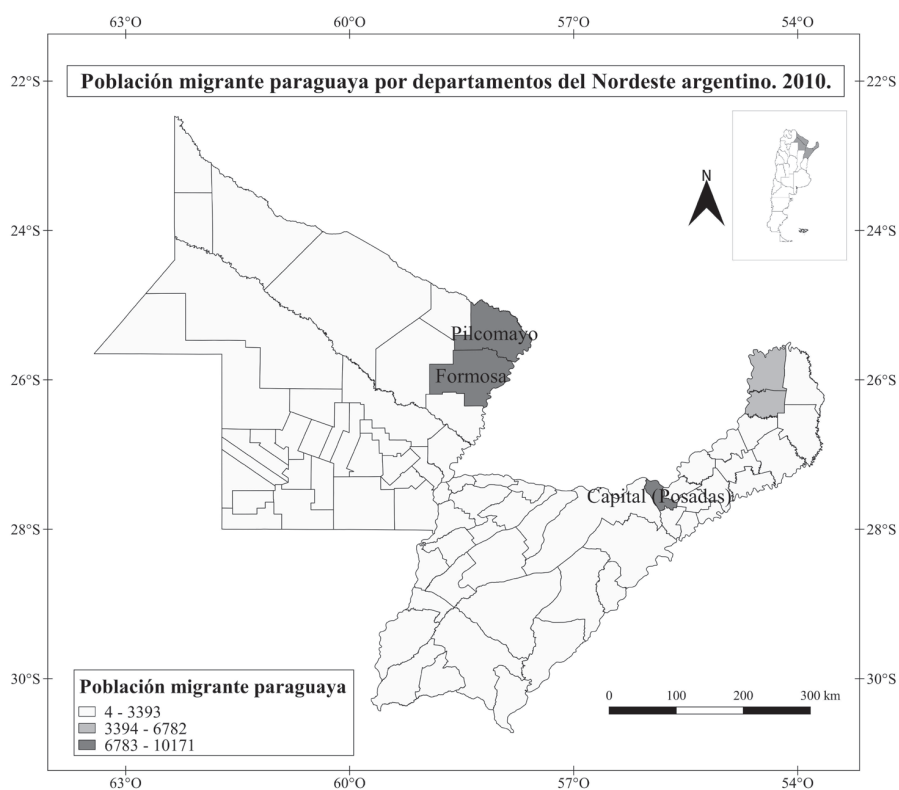 63°O 60°O 57°O 54°O
22°S 22°S
Población migrante paraguaya por departamentos del Nordeste argentino. 2010.
N
24°S 24°S
Pilcomayo
Formosa
26°S 26°S
Capital (Posadas)
28°S 28°S
30°S 30°S
Población migrante paraguaya
4 - 3393
3394 - 6782
6783 - 10171
0 100 200 300 km
63°O 60°O 57°O 54°O